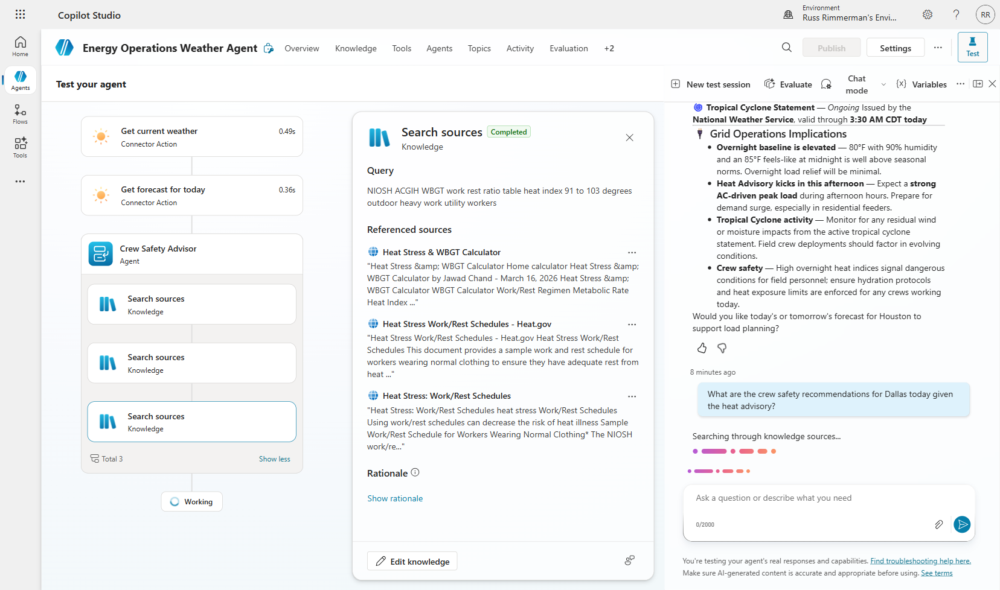 Copilot Studio
Environment
Russ Rimmerman's Envi...
RR
Home
Agents
Flows
Tools
Energy Operations Weather Agent
Overview
Knowledge
Tools
Agents
Topics
Activity
Evaluation
+2
Publish
Settings
Test
Test your agent
New test session
Evaluate
Chat
mode
Variables
Get current weather
0.49s
Connector Action
Get forecast for today
0.36s
Connector Action
Crew Safety Advisor
Agent
Search sources
Knowledge
Search sources
Knowledge
Search sources
Knowledge
Total 3
Show less
Working
Search sources
Completed
Knowledge
Query
NIOSH ACGIH WBGT work rest ratio table heat index 91 to 103 degrees
outdoor heavy work utility workers
Referenced sources
Heat Stress & WBGT Calculator
"Heat Stress &amp; WBGT Calculator Home calculator Heat Stress &amp;
WBGT Calculator by Jawad Chand - March 16, 2026 Heat Stress &amp;
WBGT Calculator WBGT Calculator Work/Rest Regimen Metabolic Rate
Heat Index ..."
Heat Stress Work/Rest Schedules - Heat.gov
"Heat Stress Work/Rest Schedules - Heat.gov Heat Stress Work/Rest
Schedules This document provides a sample work and rest schedule for
workers wearing normal clothing to ensure they have adequate rest from
heat ..."
Heat Stress: Work/Rest Schedules
"Heat Stress: Work/Rest Schedules heat stress Work/Rest Schedules
Using work/rest schedules can decrease the risk of heat illness Sample
Work/Rest Schedule for Workers Wearing Normal Clothing* The NIOSH
work/re..."
Rationale
Show rationale
Edit knowledge
Tropical Cyclone Statement — Ongoing Issued by the
National Weather Service, valid through 3:30 AM CDT today
Grid Operations Implications
• Overnight baseline is elevated — 80°F with 90% humidity
and an 85°F feels-like at midnight is well above seasonal
norms. Overnight load relief will be minimal.
• Heat Advisory kicks in this afternoon — Expect a strong
AC-driven peak load during afternoon hours. Prepare for
demand surge, especially in residential feeders.
• Tropical Cyclone activity — Monitor for any residual wind
or moisture impacts from the active tropical cyclone
statement. Field crew deployments should factor in evolving
conditions.
• Crew safety — High overnight heat indices signal dangerous
conditions for field personnel; ensure hydration protocols
and heat exposure limits are enforced for any crews working
today.
Would you like today's or tomorrow's forecast for Houston to
support load planning?
8 minutes ago
What are the crew safety recommendations for Dallas today given
the heat advisory?
Searching through knowledge sources...
Ask a question or describe what you need
0/2000
You're testing your agent's real responses and capabilities. Find troubleshooting help here.
Make sure AI-generated content is accurate and appropriate before using. See terms